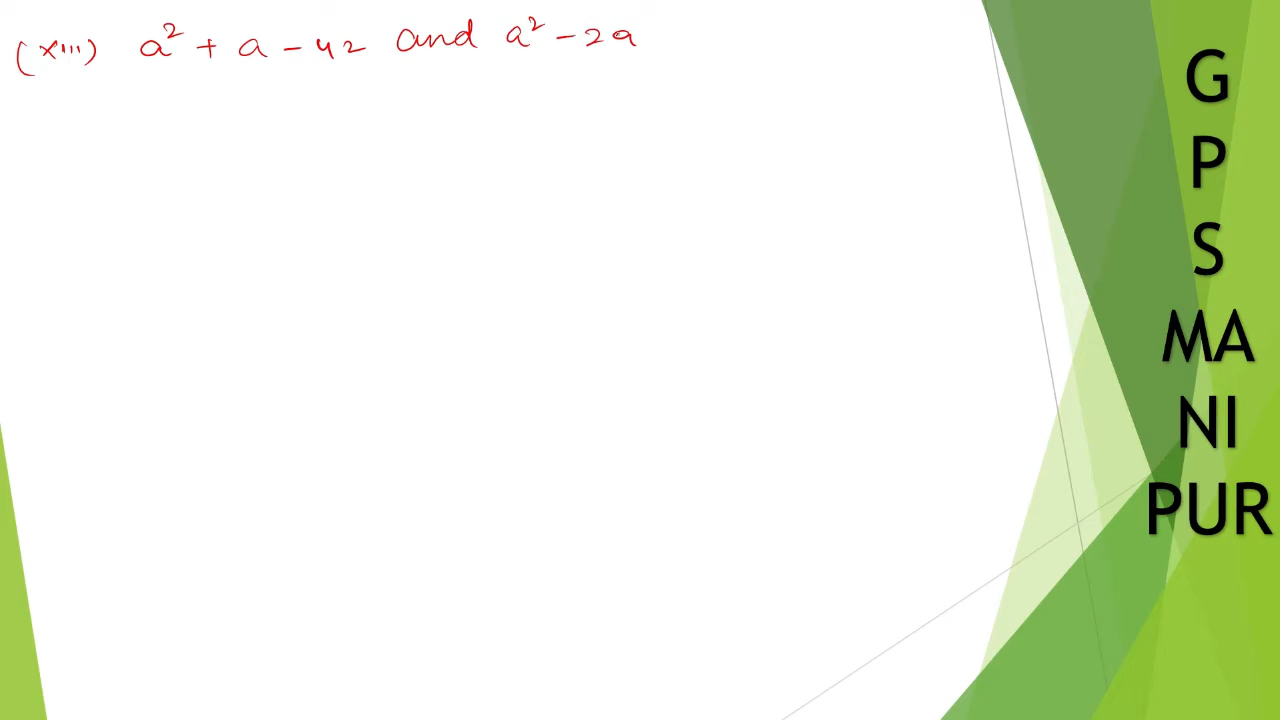 (xiii) a² + a - 42 and a² - 2a
G
P
S
MA
NI
PUR